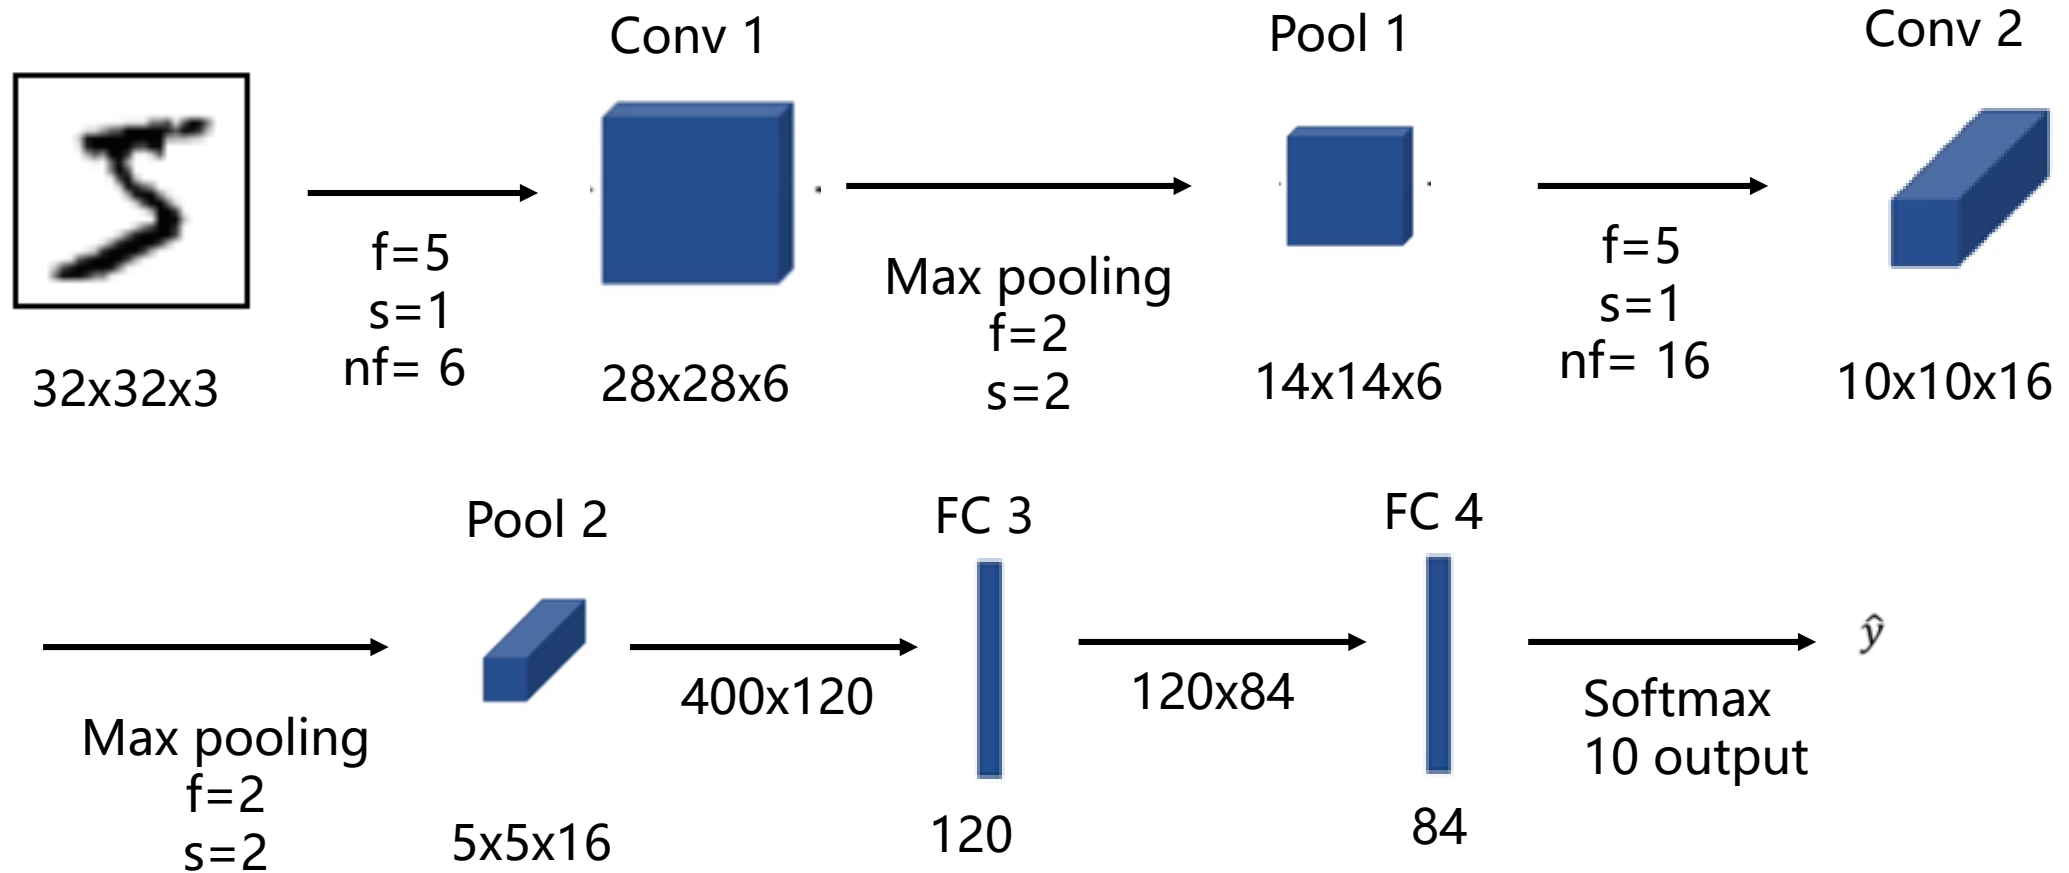 Conv 1
Pool 1
Conv 2
f=5
s=1
nf= 6
Max pooling
f=2
s=2
f=5
s=1
nf= 16
32x32x3
28x28x6
14x14x6
10x10x16
Pool 2
FC 3
FC 4
Max pooling
f=2
s=2
400x120
120x84
Softmax
10 output
ŷ
5x5x16
120
84